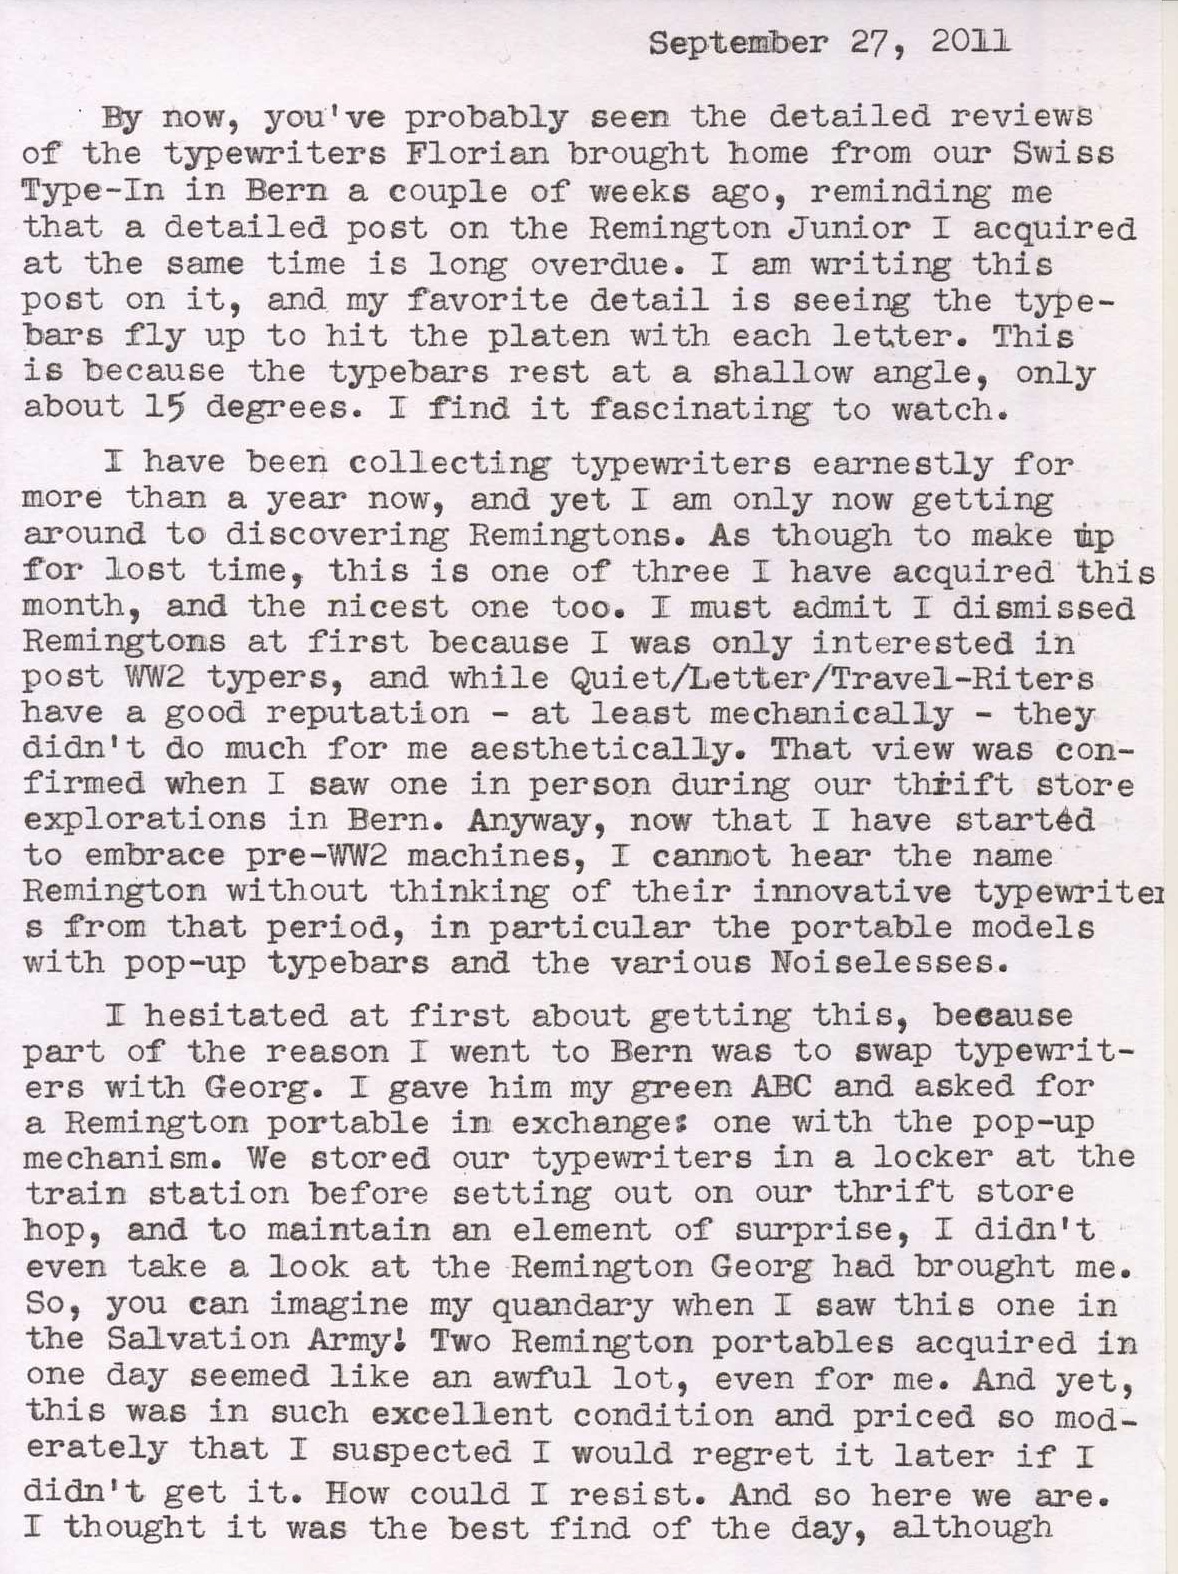 September 27, 2011
By now, you've probably seen the detailed reviews
of the typewriters Florian brought home from our Swiss
Type-In in Bern a couple of weeks ago, reminding me
that a detailed post on the Remington Junior I acquired
at the same time is long overdue. I am writing this
post on it, and my favorite detail is seeing the type-
bars fly up to hit the platen with each letter. This
is because the typebars rest at a shallow angle, only
about 15 degrees. I find it fascinating to watch.
I have been collecting typewriters earnestly for
more than a year now, and yet I am only now getting
around to discovering Remingtons. As though to make up
for lost time, this is one of three I have acquired this
month, and the nicest one too. I must admit I dismissed
Remingtons at first because I was only interested in
post WW2 typers, and while Quiet/Letter/Travel-Riters
have a good reputation - at least mechanically - they
didn't do much for me aesthetically. That view was con-
firmed when I saw one in person during our thrift store
explorations in Bern. Anyway, now that I have started
to embrace pre-WW2 machines, I cannot hear the name
Remington without thinking of their innovative typewriter
s from that period, in particular the portable models
with pop-up typebars and the various Noiselesses.
I hesitated at first about getting this, because
part of the reason I went to Bern was to swap typewrit-
ers with Georg. I gave him my green ABC and asked for
a Remington portable in exchange: one with the pop-up
mechanism. We stored our typewriters in a locker at the
train station before setting out on our thrift store
hop, and to maintain an element of surprise, I didn't
even take a look at the Remington Georg had brought me.
So, you can imagine my quandary when I saw this one in
the Salvation Army! Two Remington portables acquired in
one day seemed like an awful lot, even for me. And yet,
this was in such excellent condition and priced so mod-
erately that I suspected I would regret it later if I
didn't get it. How could I resist. And so here we are.
I thought it was the best find of the day, although